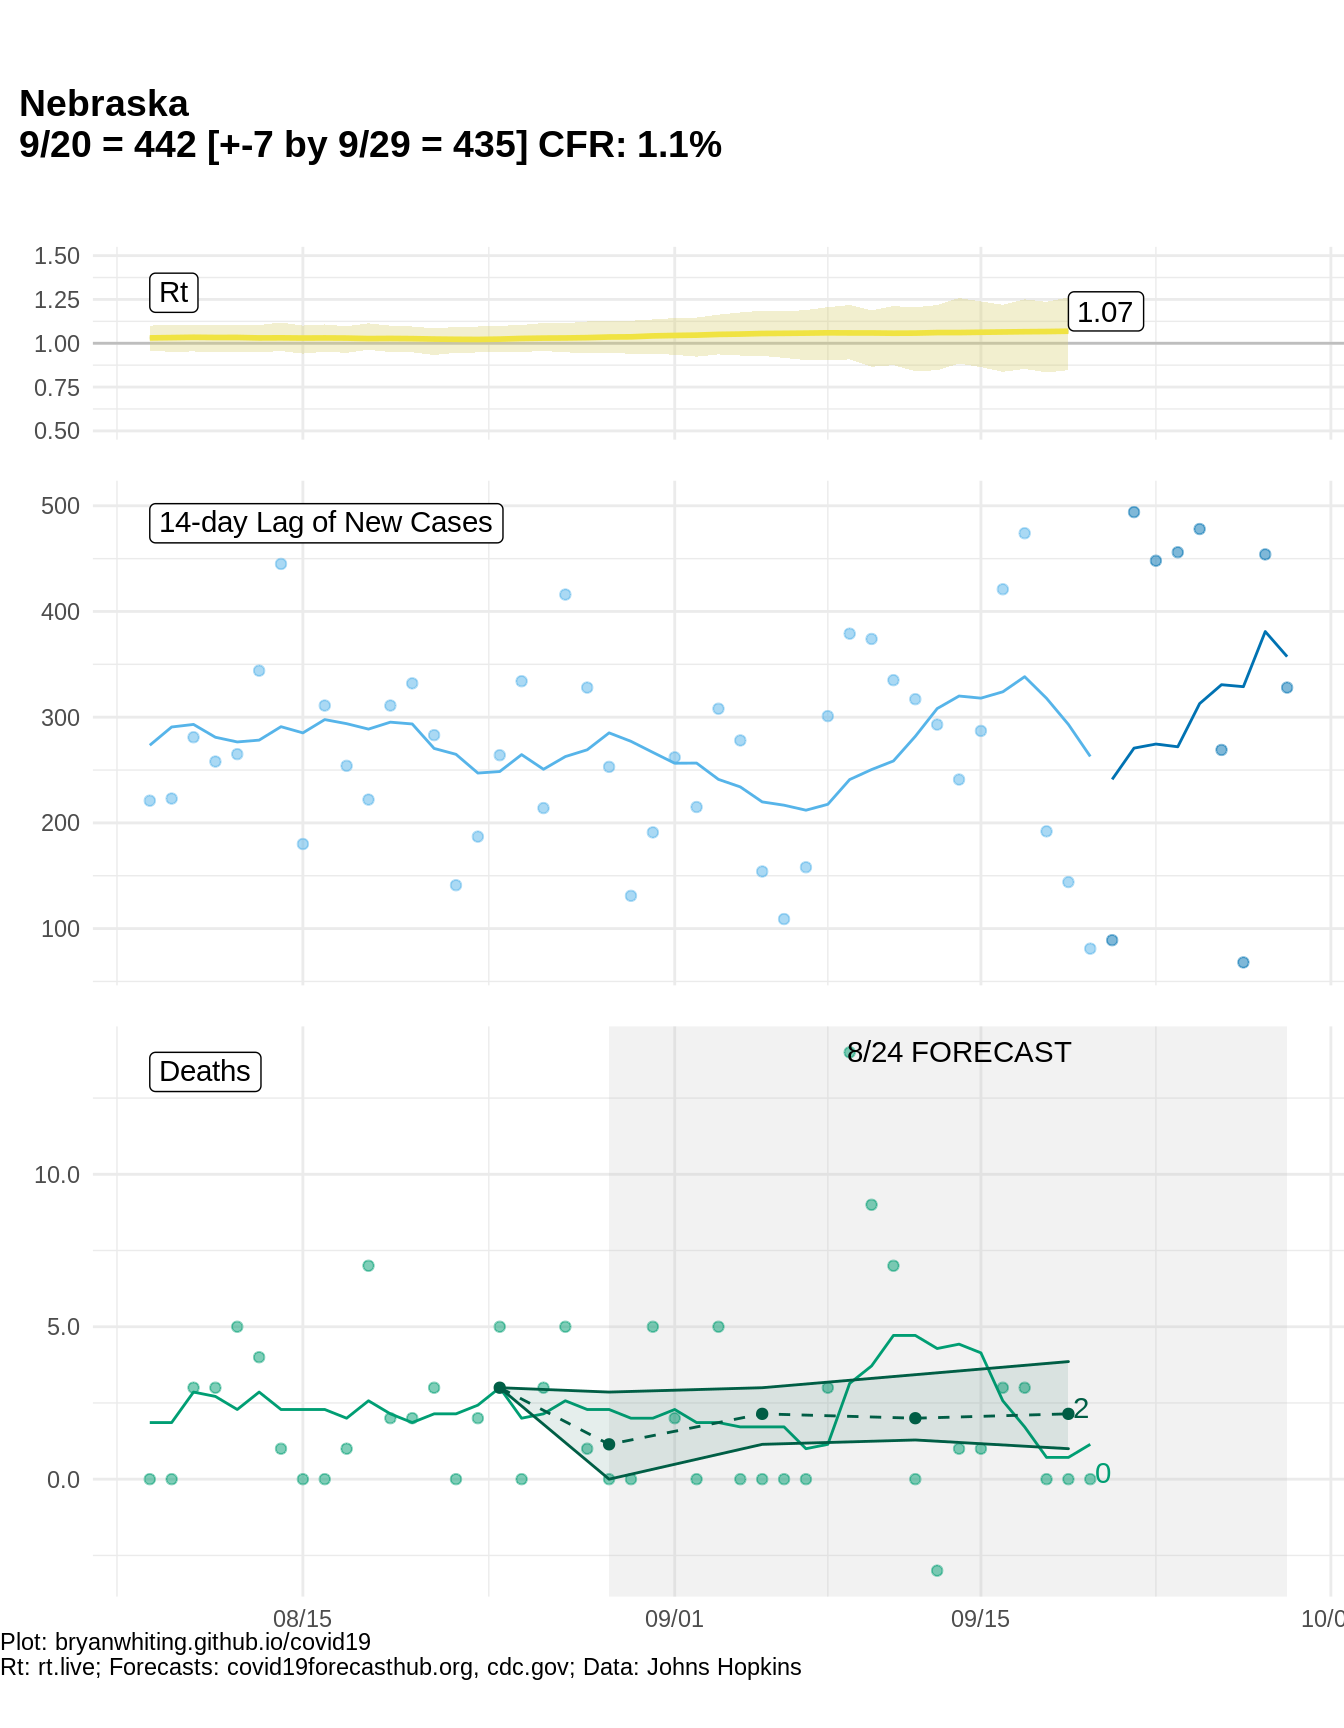 Nebraska
9/20 = 442 [+-7 by 9/29 = 435] CFR: 1.1%
1.50
Rt
1.25
1.07
1.00
0.75
0.50
500
14-day Lag of New Cases
400
300
200
100
8/24 FORECAST
Deaths
10.0
5.0
2
0
0.0
08/15
09/01
09/15
10/0
Plot: bryanwhiting.github.io/covid19
Rt: rt.live; Forecasts: covid19forecasthub.org, cdc.gov; Data: Johns Hopkins